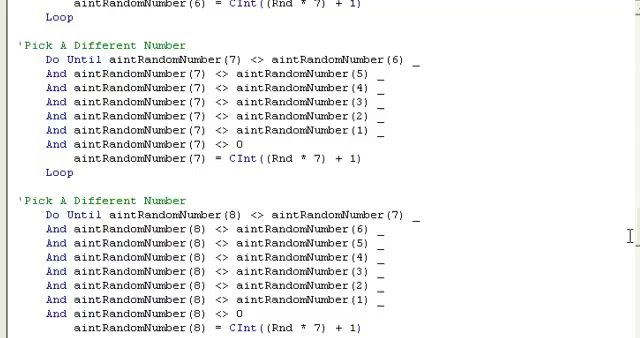 aintRandomNumber(6) = CInt((Rnd * 7) + 1)
Loop
'Pick A Different Number
Do Until aintRandomNumber(7) <> aintRandomNumber(6) _
And aintRandomNumber(7) <> aintRandomNumber(5) _
And aintRandomNumber(7) <> aintRandomNumber(4) _
And aintRandomNumber(7) <> aintRandomNumber(3) _
And aintRandomNumber(7) <> aintRandomNumber(2) _
And aintRandomNumber(7) <> aintRandomNumber(1) _
And aintRandomNumber(7) <> 0
aintRandomNumber(7) = CInt((Rnd * 7) + 1)
Loop
'Pick A Different Number
Do Until aintRandomNumber(8) <> aintRandomNumber(7) _
And aintRandomNumber(8) <> aintRandomNumber(6) _
And aintRandomNumber(8) <> aintRandomNumber(5) _
And aintRandomNumber(8) <> aintRandomNumber(4) _
And aintRandomNumber(8) <> aintRandomNumber(3) _
And aintRandomNumber(8) <> aintRandomNumber(2) _
And aintRandomNumber(8) <> aintRandomNumber(1) _
And aintRandomNumber(8) <> 0
aintRandomNumber(8) = CInt((Rnd * 7) + 1)